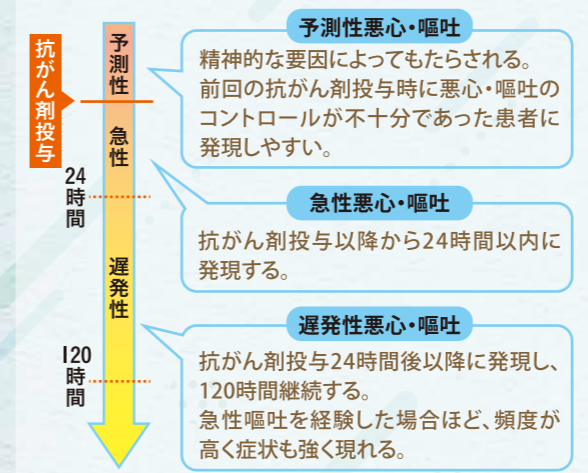 抗がん剤投与
予測性
急性
24
時
間
遅発性
120
時
間
予測性悪心・嘔吐
精神的な要因によってもたらされる。
前回の抗がん剤投与時に悪心・嘔吐の
コントロールが不十分であった患者に
発現しやすい。
急性悪心・嘔吐
抗がん剤投与以降から24時間以内に
発現する。
遅発性悪心・嘔吐
抗がん剤投与24時間後以降に発現し、
120時間継続する。
急性嘔吐を経験した場合ほど、頻度が
高く症状も強く現れる。